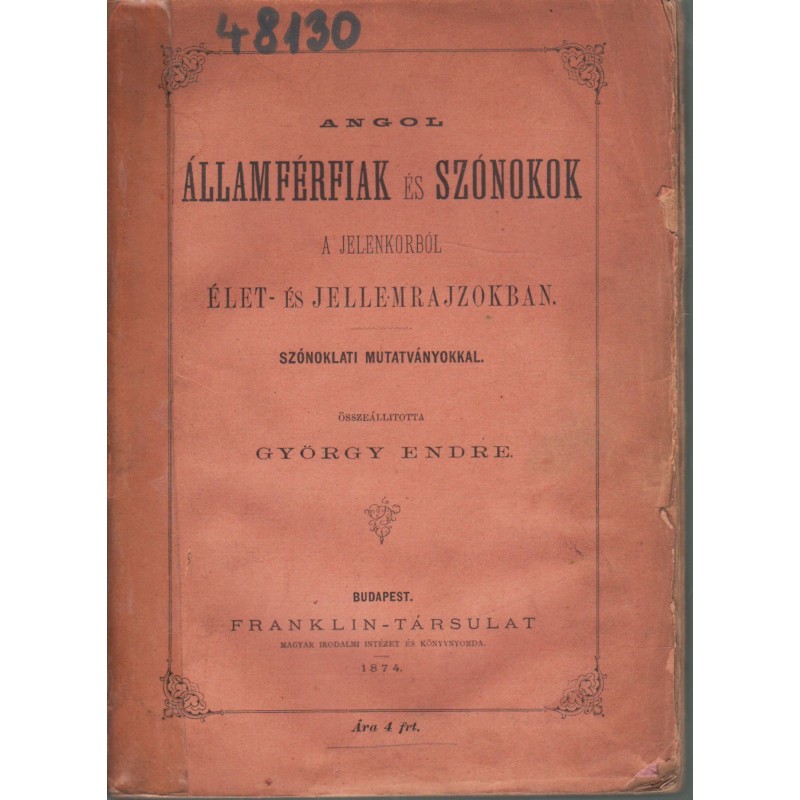 48130
ANGOL
ÁLLAMFÉRFIAK ÉS SZÓNOKOK
A JELENKORBÓL
ÉLET- ÉS JELLEMRAJZOKBAN.
SZÓNOKLATI MUTATVÁNYOKKAL.
ÖSSZEÁLLITOTTA
GYÖRGY ENDRE.
BUDAPEST.
FRANKLIN-TÁRSULAT
MAGYAR IRODALMI INTÉZET ÉS KÖNYVNYOMDA.
1874.
Ára 4 frt.